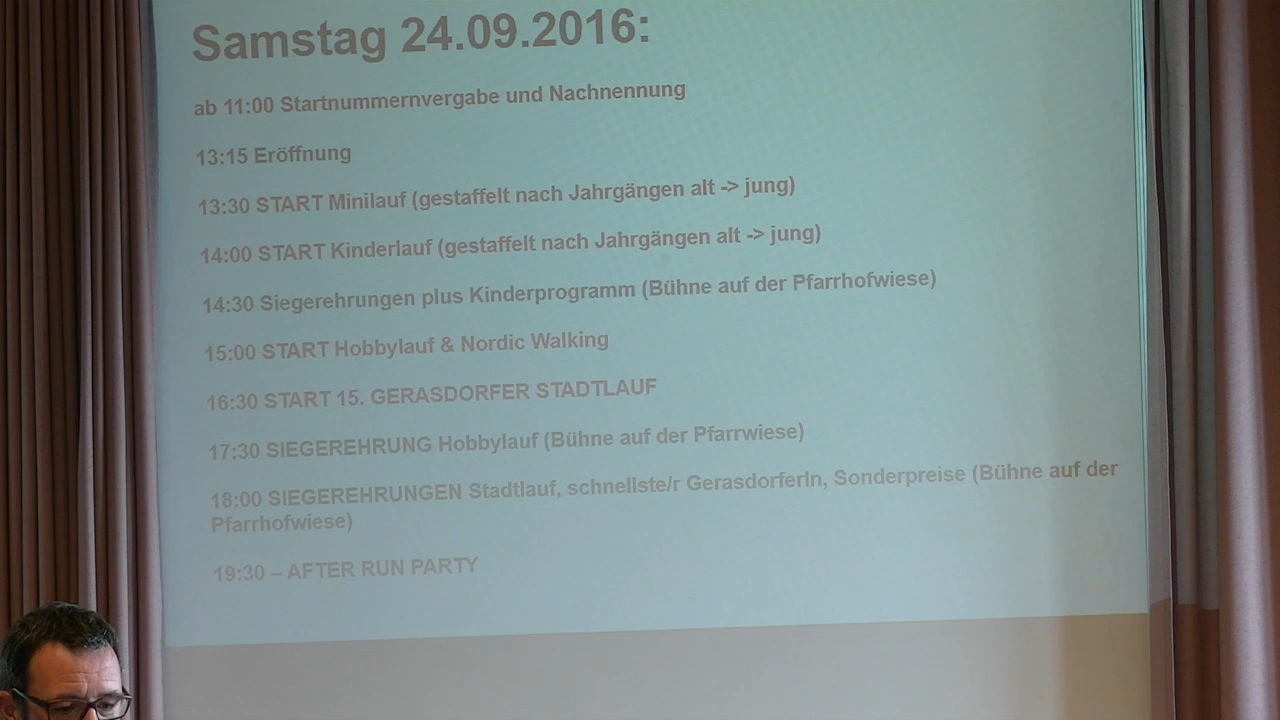 Samstag 24.09.2016:
ab 11:00 Startnummernvergabe und Nachnennung
13:15 Eröffnung
13:30 START Minilauf (gestaffelt nach Jahrgängen alt -> jung)
14:00 START Kinderlauf (gestaffelt nach Jahrgängen alt -> jung)
14:30 Siegerehrungen plus Kinderprogramm (Bühne auf der Pfarrhofwiese)
15:00 START Hobbylauf & Nordic Walking
16:30 START 15. GERASDORFER STADTLAUF
17:30 SIEGEREHRUNG Hobbylauf (Bühne auf der Pfarrwiese)
18:00 SIEGEREHRUNGEN Stadtlauf, schnellste/r GerasdorferIn, Sonderpreise (Bühne auf der
Pfarrhofwiese)
19:30 – AFTER RUN PARTY